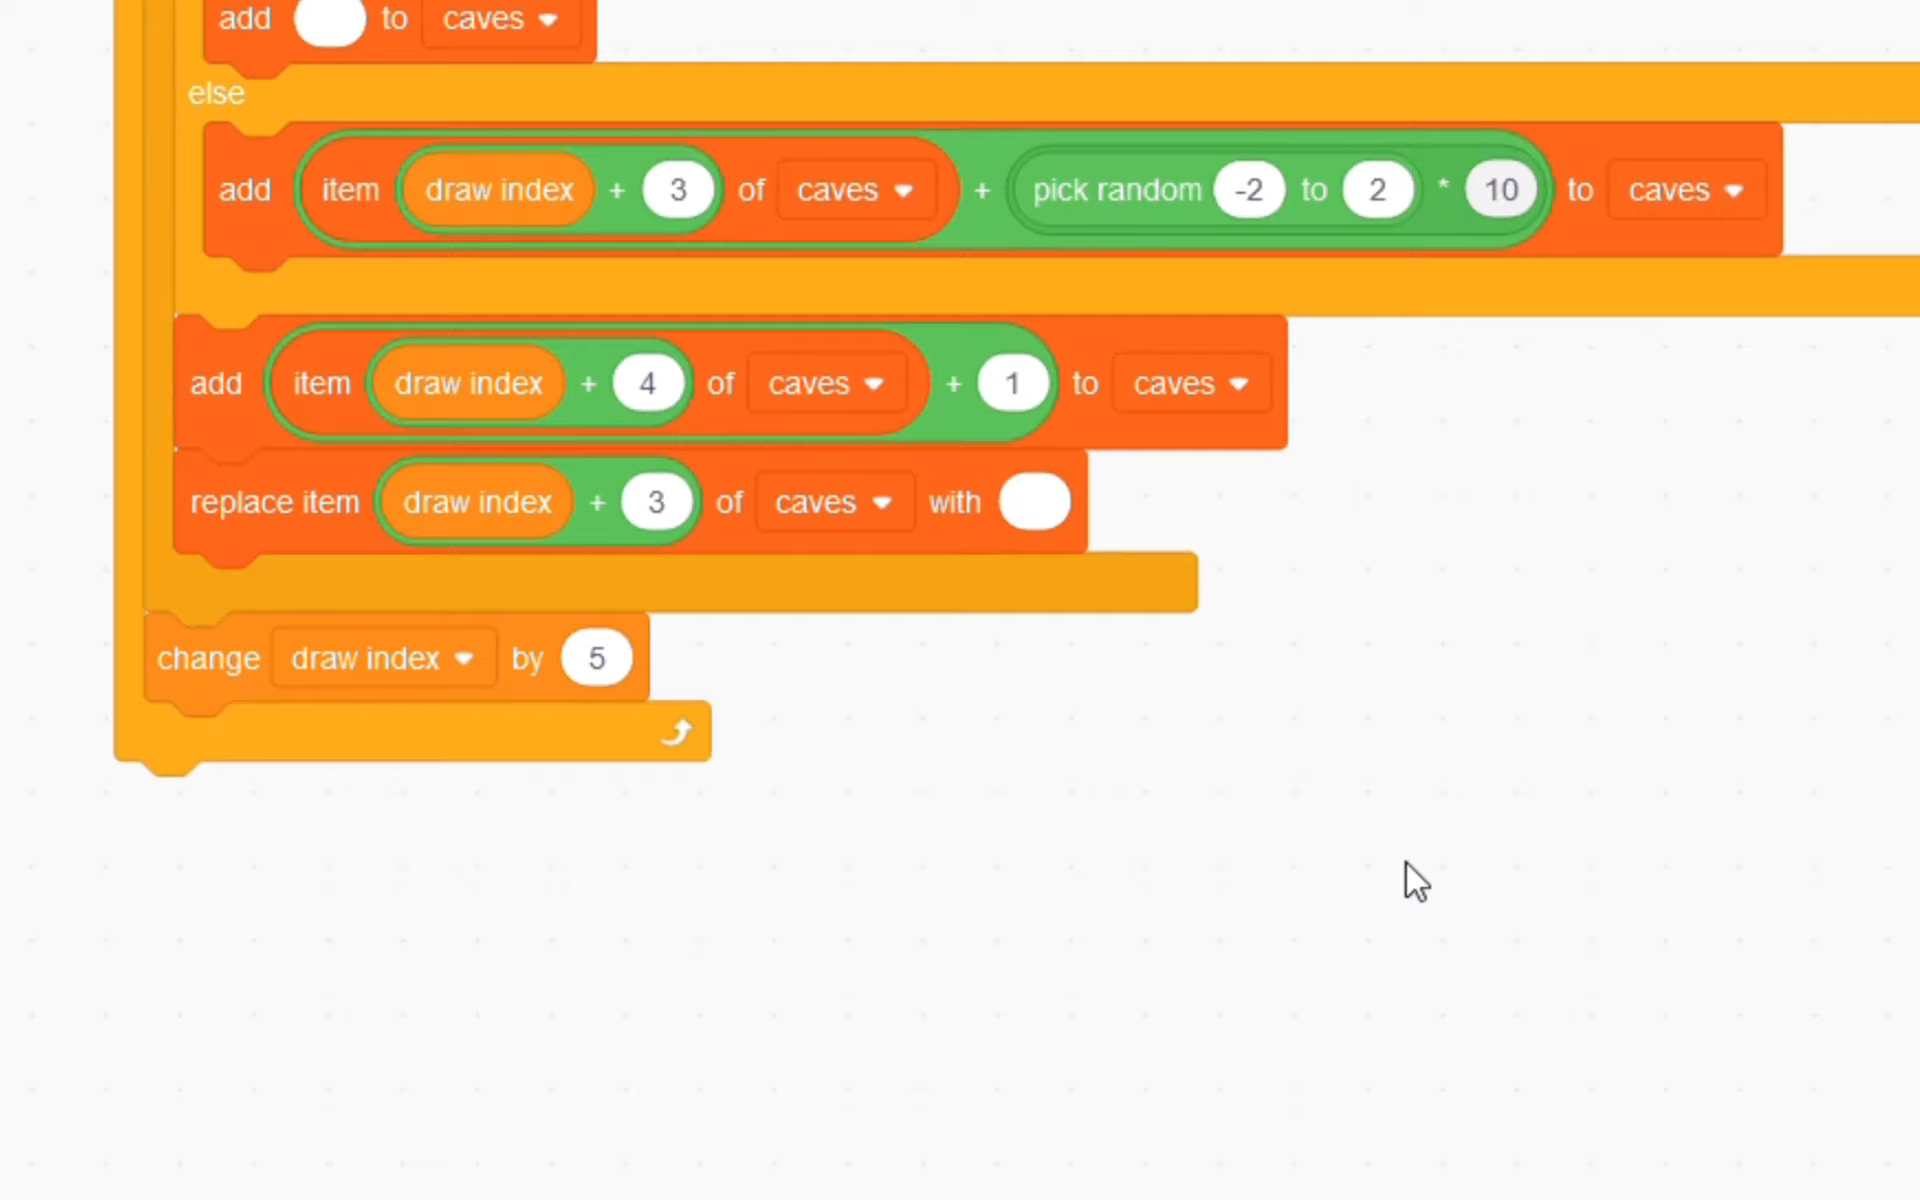 add to caves
else
add item draw index + 3 of caves + pick random -2 to 2 * 10 to caves
add item draw index + 4 of caves + 1 to caves
replace item draw index + 3 of caves with
change draw index by 5